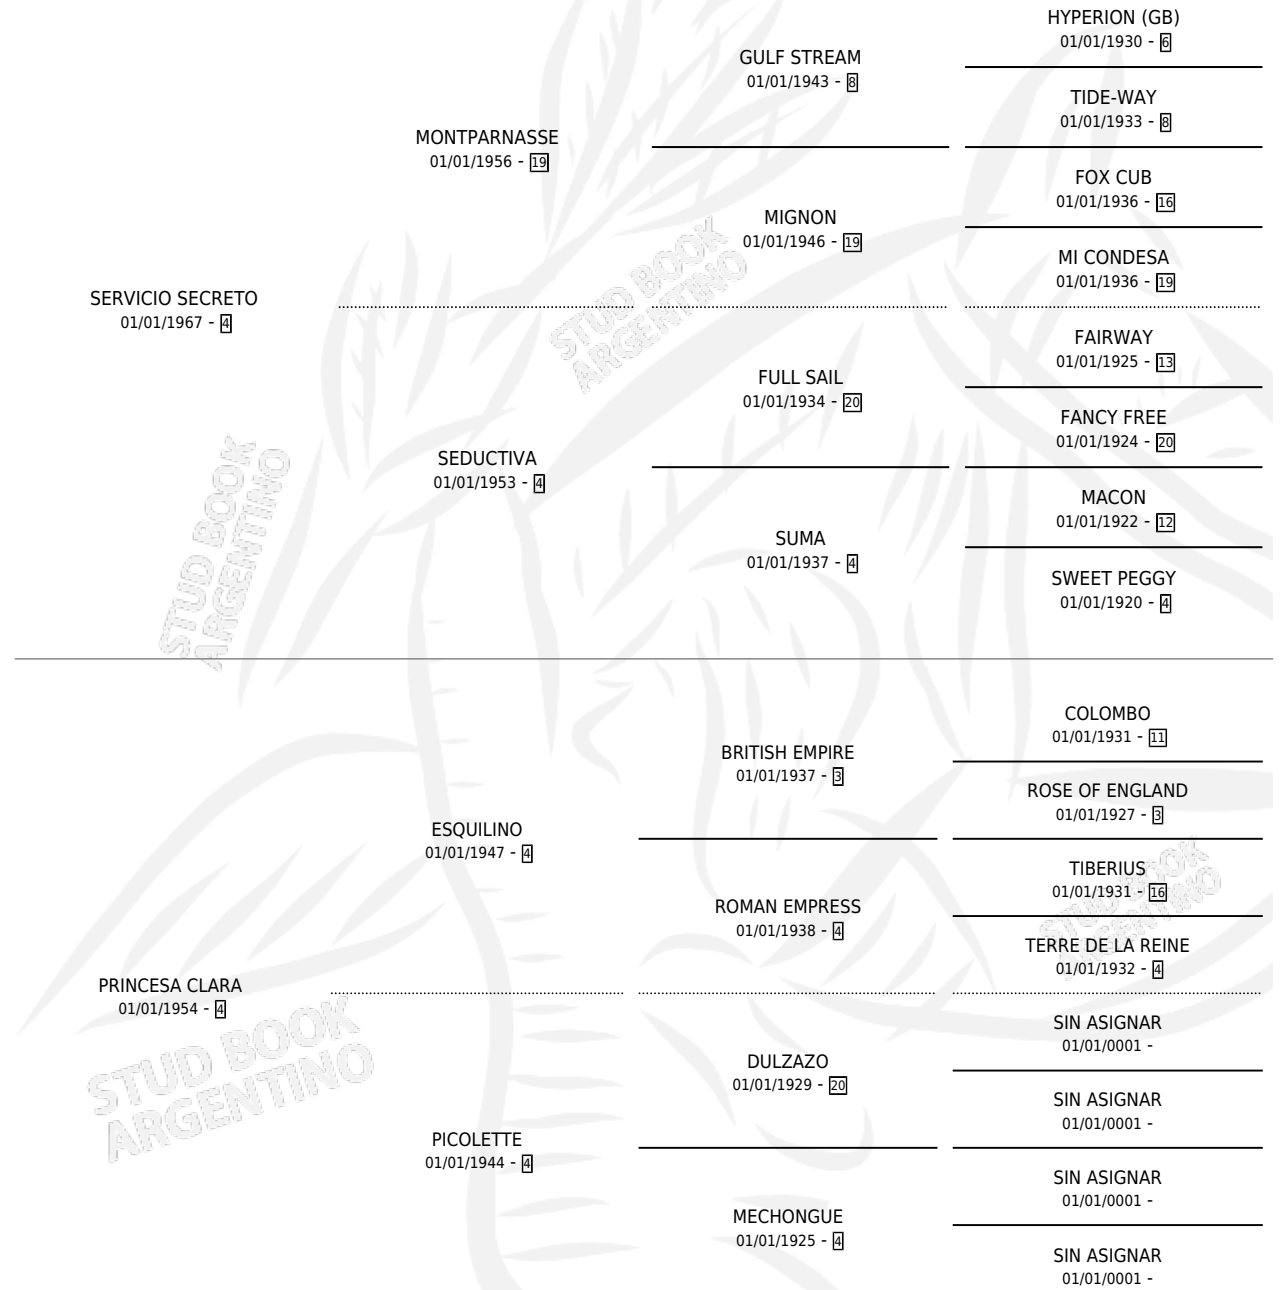 HYPERION (GB)
01/01/1930 - 6
GULF STREAM
01/01/1943 - 8
TIDE-WAY
01/01/1933 - 8
MONTPARNASSE
01/01/1956 - 19
FOX CUB
01/01/1936 - 16
MIGNON
01/01/1946 - 19
MI CONDESA
01/01/1936 - 19
SERVICIO SECRETO
01/01/1967 - 4
STUD BOOK
ARGENTINO
FAIRWAY
01/01/1925 - 13
FULL SAIL
01/01/1934 - 20
FANCY FREE
01/01/1924 - 20
SEDUCTIVA
01/01/1953 - 4
MACON
01/01/1922 - 12
SUMA
01/01/1937 - 4
SWEET PEGGY
01/01/1920 - 4
STUD BOOK
ARGENTINO
COLOMBO
01/01/1931 - 11
BRITISH EMPIRE
01/01/1937 - 3
ROSE OF ENGLAND
01/01/1927 - 3
ESQUILINO
01/01/1947 - 4
TIBERIUS
01/01/1931 - 16
STUD BOOK
ARGENTINO
ROMAN EMPRESS
01/01/1938 - 4
TERRE DE LA REINE
01/01/1932 - 4
PRINCESA CLARA
01/01/1954 - 4
STUD BOOK
ARGENTINO
SIN ASIGNAR
01/01/0001 -
DULZAZO
01/01/1929 - 20
SIN ASIGNAR
01/01/0001 -
PICOLETTE
01/01/1944 - 4
SIN ASIGNAR
01/01/0001 -
MECHONGUE
01/01/1925 - 4
SIN ASIGNAR
01/01/0001 -